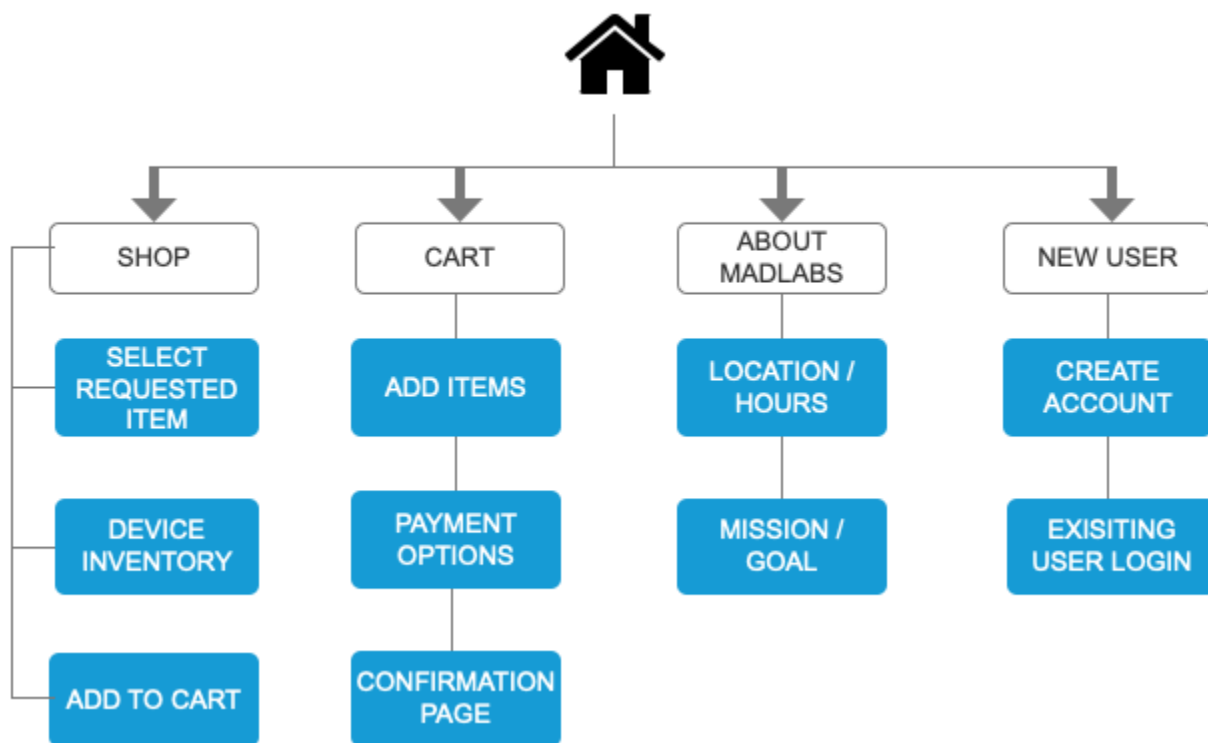 SHOP
CART
ABOUT
MADLABS
NEW USER
SELECT
REQUESTED
ITEM
ADD ITEMS
LOCATION /
HOURS
CREATE
ACCOUNT
DEVICE
INVENTORY
PAYMENT
OPTIONS
MISSION /
GOAL
EXISITING
USER LOGIN
ADD TO CART
CONFIRMATION
PAGE